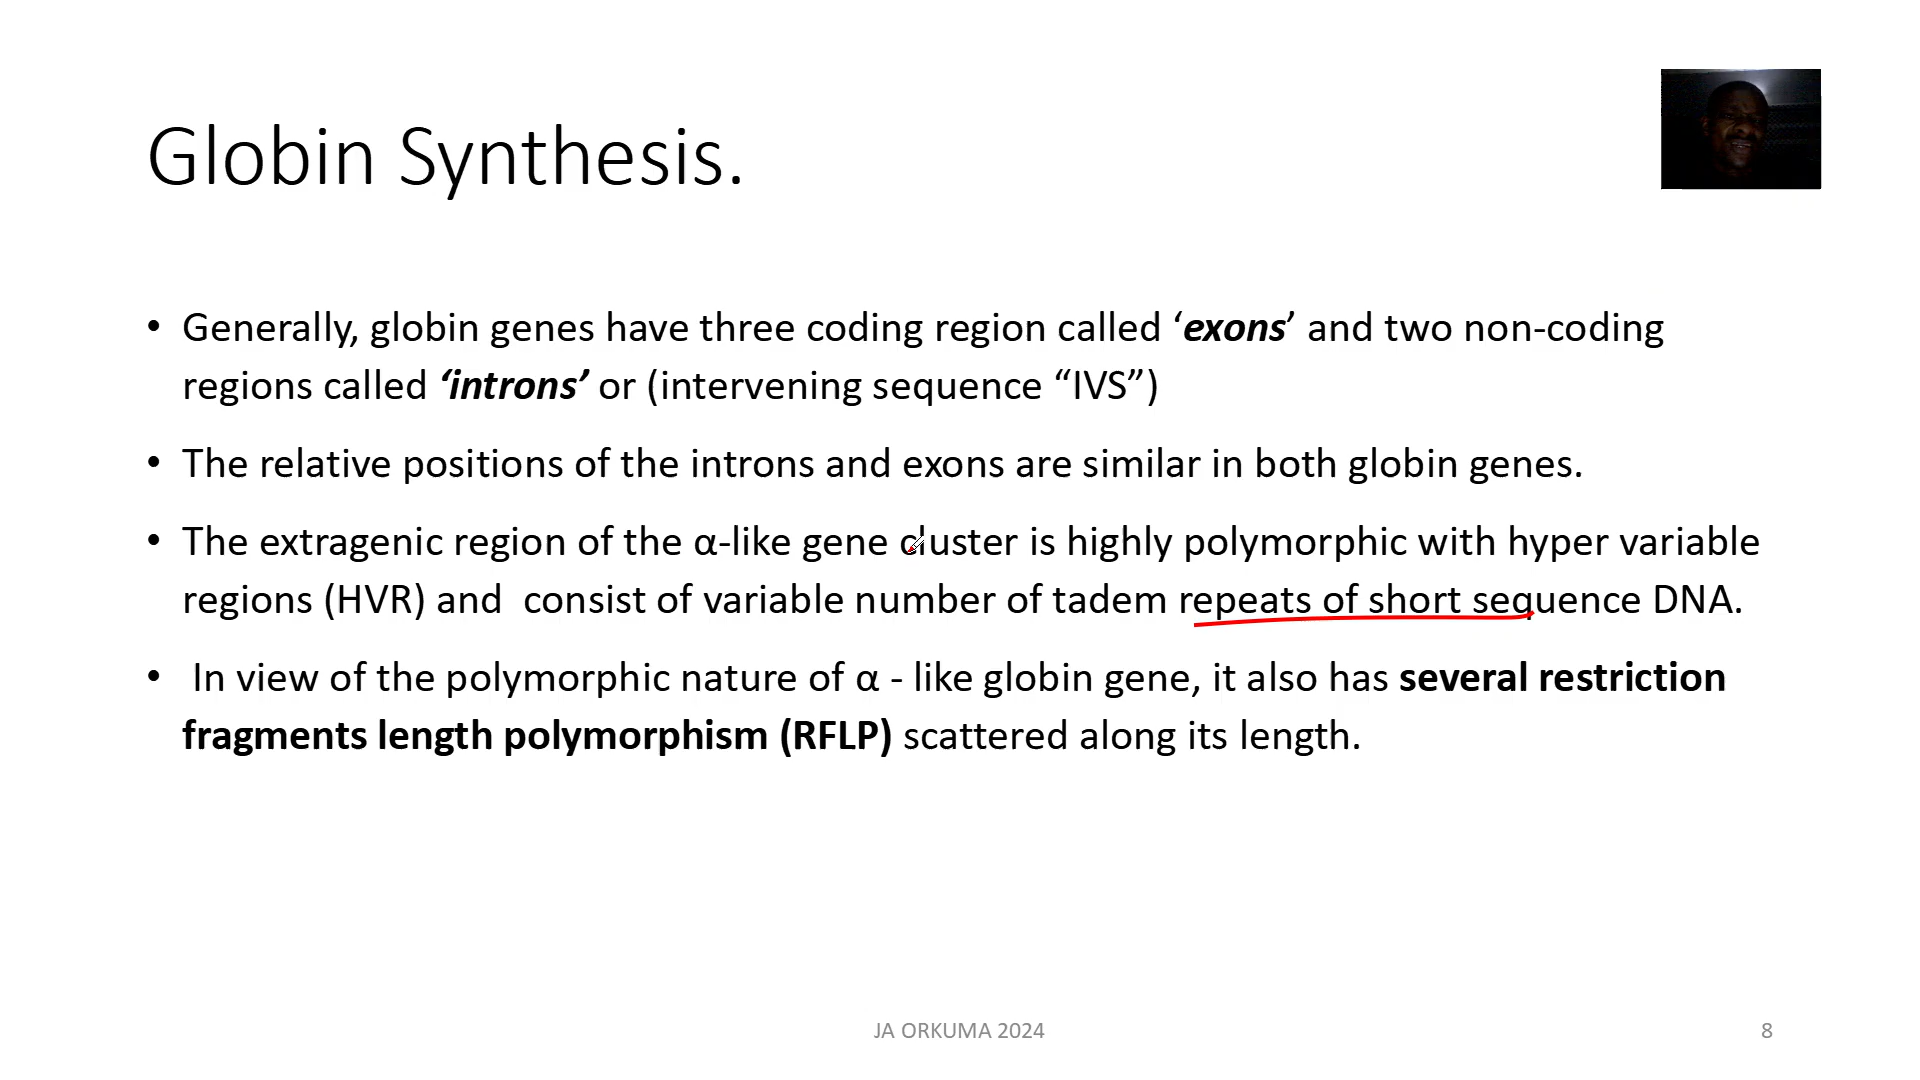 Globin Synthesis.
• Generally, globin genes have three coding region called ‘exons’ and two non-coding
regions called ‘introns’ or (intervening sequence “IVS”)
• The relative positions of the introns and exons are similar in both globin genes.
• The extragenic region of the α-like gene cluster is highly polymorphic with hyper variable
regions (HVR) and  consist of variable number of tadem repeats of short sequence DNA.
• In view of the polymorphic nature of α - like globin gene, it also has several restriction
fragments length polymorphism (RFLP) scattered along its length.
JA ORKUMA 2024
8